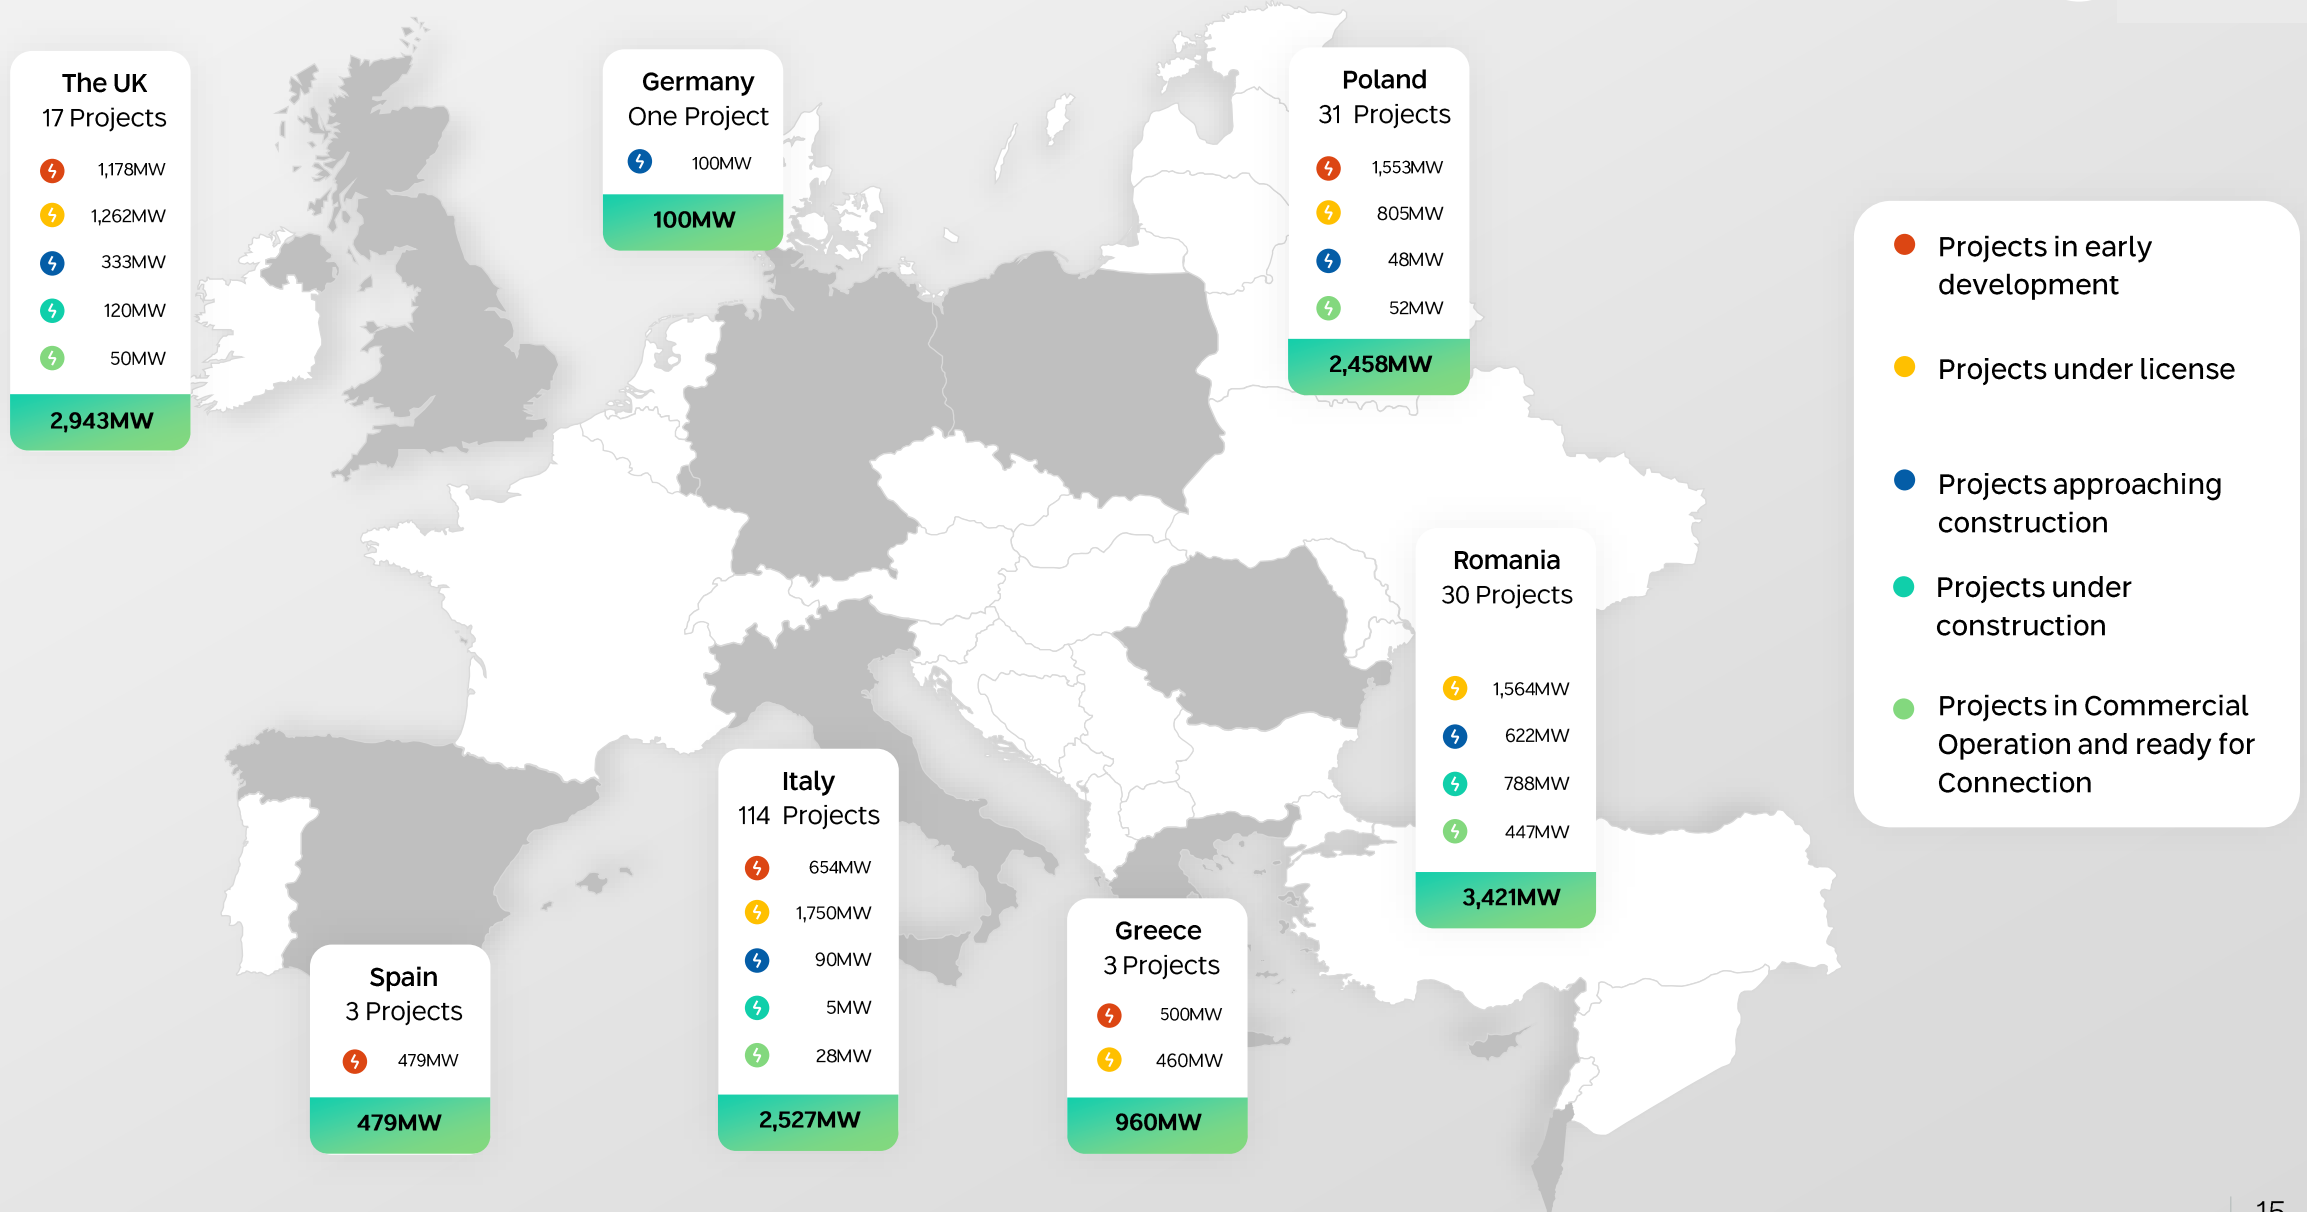 The UK
17 Projects
1,178MW
1,262MW
333MW
120MW
50MW
2,943MW
Germany
One Project
100MW
100MW
Poland
31 Projects
1,553MW
805MW
48MW
52MW
2,458MW
Projects in early
development
Projects under license
Projects approaching
construction
Projects under
construction
Projects in Commercial
Operation and ready for
Connection
Romania
30 Projects
1,564MW
622MW
788MW
447MW
3,421MW
Italy
114 Projects
654MW
1,750MW
90MW
5MW
28MW
2,527MW
Spain
3 Projects
479MW
479MW
Greece
3 Projects
500MW
460MW
960MW
15